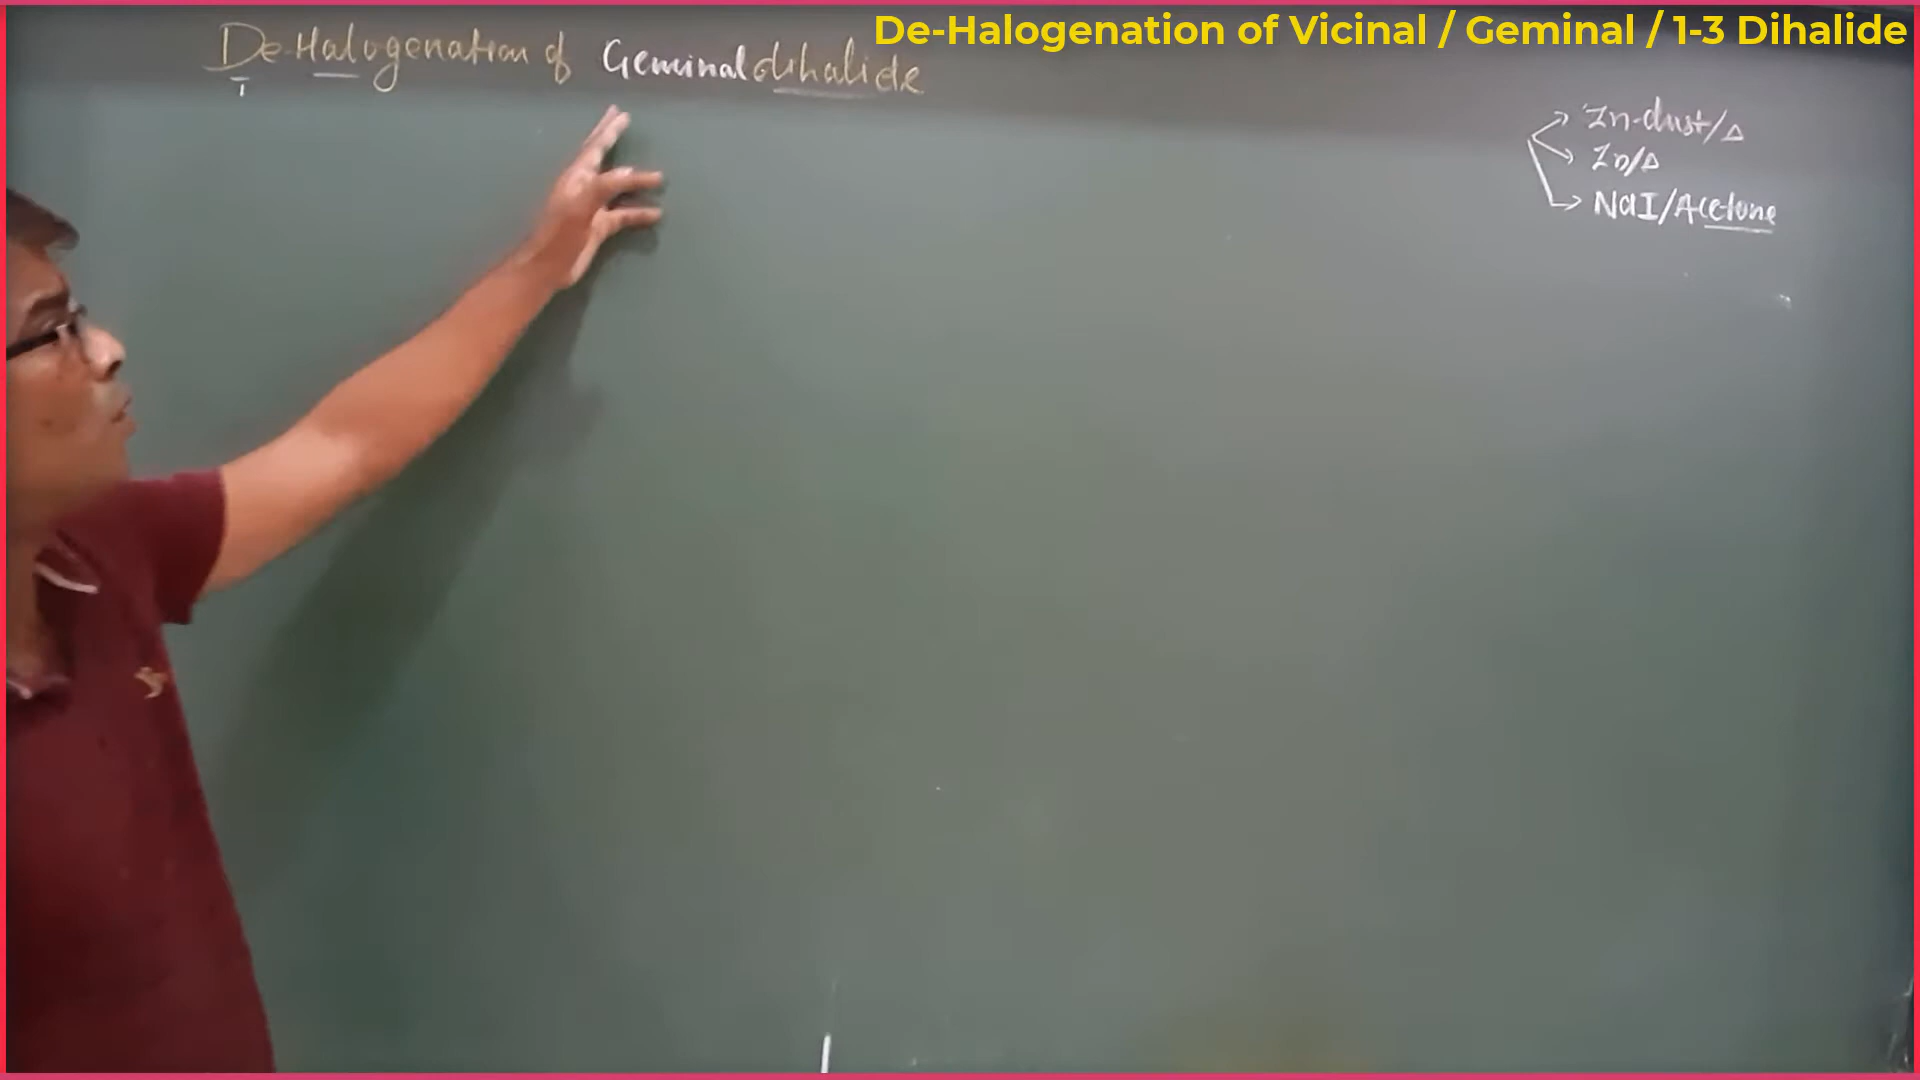 De-Halogenation of Vicinal / Geminal / 1-3 Dihalide
De-Halogenation of Geminal dihalide
I
→ Zn-dust/Δ
→ Zn/Δ
→ NaI/Acetone